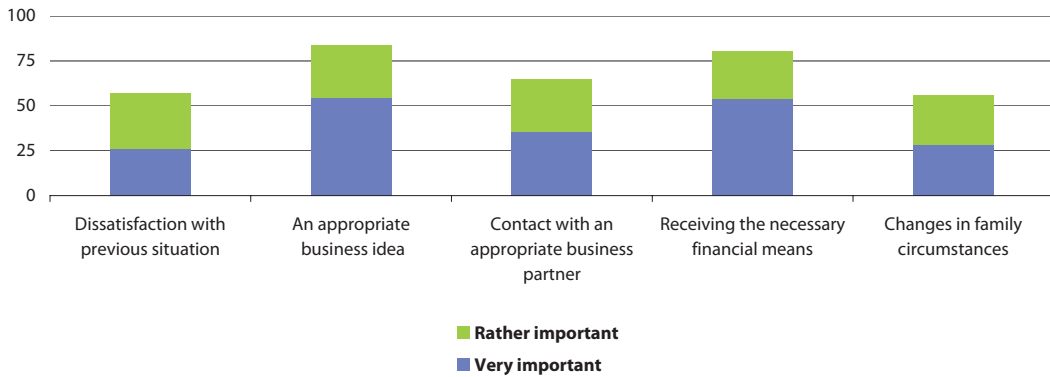 100
75
50
25
0
Dissatisfaction with
previous situation
An appropriate
business idea
Contact with an
appropriate business
partner
Receiving the necessary
financial means
Changes in family
circumstances
Rather important
Very important